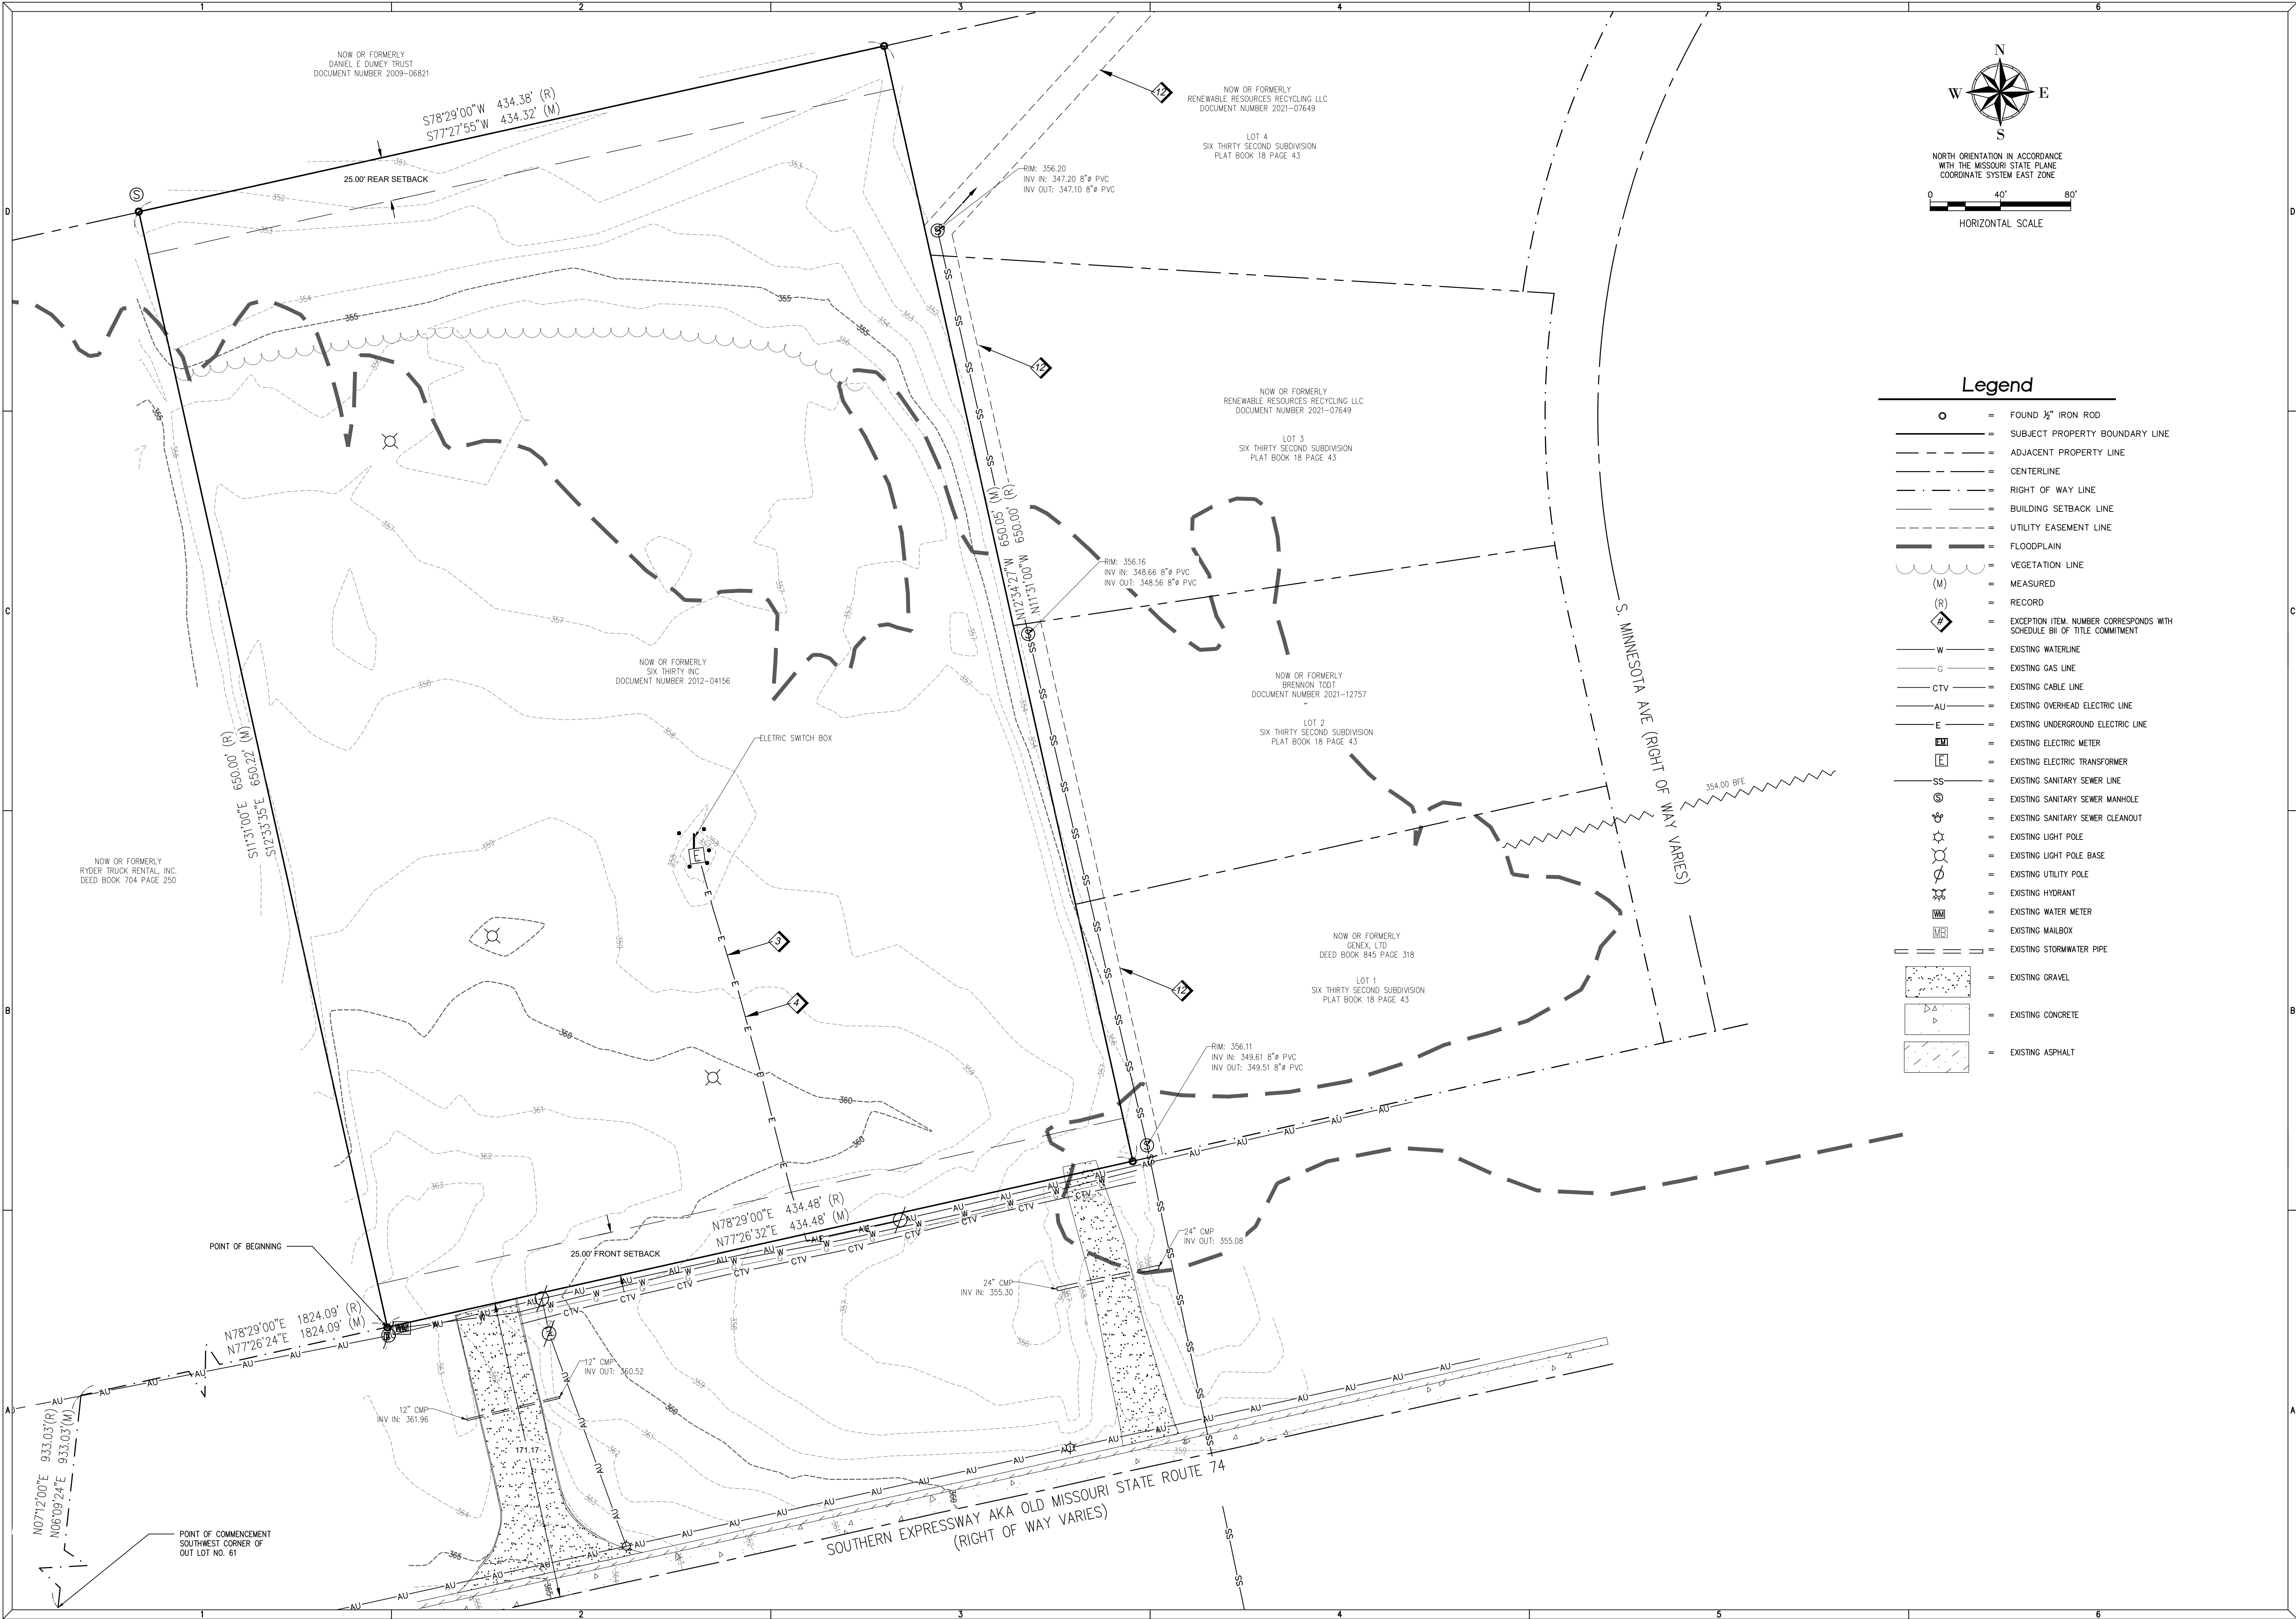 NOW OR FORMERLY
DANIEL E DUMEY TRUST
DOCUMENT NUMBER 2009-06821
S78°29'00"W 434.38' (R)
S77°27'55"W 434.32' (M)
25.00' REAR SETBACK
NOW OR FORMERLY
RENEWABLE RESOURCES RECYCLING LLC
DOCUMENT NUMBER 2021-07649
LOT 4
SIX THIRTY SECOND SUBDIVISION
PLAT BOOK 18 PAGE 43
RIM: 356.20
INV IN: 347.20 8"ø PVC
INV OUT: 347.10 8"ø PVC
12
12
N
W E
S
NORTH ORIENTATION IN ACCORDANCE
WITH THE MISSOURI STATE PLANE
COORDINATE SYSTEM EAST ZONE
0 40' 80'
HORIZONTAL SCALE
NOW OR FORMERLY
RENEWABLE RESOURCES RECYCLING LLC
DOCUMENT NUMBER 2021-07649
LOT 3
SIX THIRTY SECOND SUBDIVISION
PLAT BOOK 18 PAGE 43
N12°34'27"W 650.05' (M)
N11°31'00"W 650.00' (R)
RIM: 356.16
INV IN: 348.66 8"ø PVC
INV OUT: 348.56 8"ø PVC
NOW OR FORMERLY
SIX THIRTY INC
DOCUMENT NUMBER 2012-04156
NOW OR FORMERLY
BRENNON TODT
DOCUMENT NUMBER 2021-12757
-
LOT 2
SIX THIRTY SECOND SUBDIVISION
PLAT BOOK 18 PAGE 43
S. MINNESOTA AVE (RIGHT OF WAY VARIES)
354.00 BFE
ELETRIC SWITCH BOX
E
S11°31'00"E 650.00' (R)
S12°33'35"E 650.22' (M)
NOW OR FORMERLY
RYDER TRUCK RENTAL, INC.
DEED BOOK 704 PAGE 250
3
4
12
NOW OR FORMERLY
GENEX, LTD
DEED BOOK 845 PAGE 318
LOT 1
SIX THIRTY SECOND SUBDIVISION
PLAT BOOK 18 PAGE 43
RIM: 356.11
INV IN: 349.61 8"ø PVC
INV OUT: 349.51 8"ø PVC
N78°29'00"E 434.48' (R)
N77°26'32"E 434.48' (M)
25.00' FRONT SETBACK
POINT OF BEGINNING
N78°29'00"E 1824.09' (R)
N77°26'24"E 1824.09' (M)
24" CMP
INV OUT: 355.08
24" CMP
INV IN: 355.30
12" CMP
INV OUT: 360.52
12" CMP
INV IN: 361.96
171.17'
N07°12'00"E 933.03'(R)
N06°09'24"E 933.03'(M)
POINT OF COMMENCEMENT
SOUTHWEST CORNER OF
OUT LOT NO. 61
SOUTHERN EXPRESSWAY AKA OLD MISSOURI STATE ROUTE 74
(RIGHT OF WAY VARIES)
Legend
= FOUND ½" IRON ROD
= SUBJECT PROPERTY BOUNDARY LINE
= ADJACENT PROPERTY LINE
= CENTERLINE
= RIGHT OF WAY LINE
= BUILDING SETBACK LINE
= UTILITY EASEMENT LINE
= FLOODPLAIN
= VEGETATION LINE
(M) = MEASURED
(R) = RECORD
# = EXCEPTION ITEM. NUMBER CORRESPONDS WITH
SCHEDULE BII OF TITLE COMMITMENT
W = EXISTING WATERLINE
G = EXISTING GAS LINE
CTV = EXISTING CABLE LINE
AU = EXISTING OVERHEAD ELECTRIC LINE
E = EXISTING UNDERGROUND ELECTRIC LINE
EM = EXISTING ELECTRIC METER
E = EXISTING ELECTRIC TRANSFORMER
SS = EXISTING SANITARY SEWER LINE
S = EXISTING SANITARY SEWER MANHOLE
= EXISTING SANITARY SEWER CLEANOUT
= EXISTING LIGHT POLE
= EXISTING LIGHT POLE BASE
= EXISTING UTILITY POLE
= EXISTING HYDRANT
WM = EXISTING WATER METER
MB = EXISTING MAILBOX
= EXISTING STORMWATER PIPE
= EXISTING GRAVEL
= EXISTING CONCRETE
= EXISTING ASPHALT